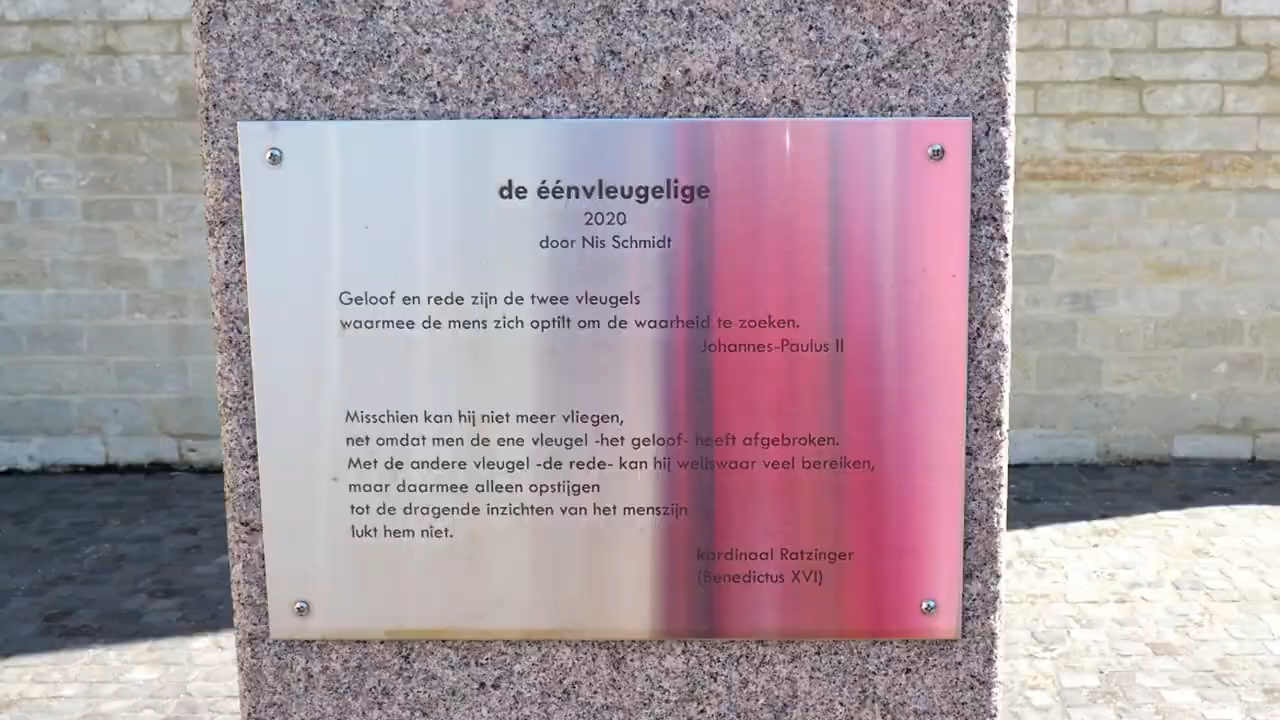 de éénvleugelige
2020
door Nis Schmidt
Geloof en rede zijn de twee vleugels
waarmee de mens zich optilt om de waarheid te zoeken.
Johannes-Paulus II
Misschien kan hij niet meer vliegen,
net omdat men de ene vleugel -het geloof- heeft afgebroken.
Met de andere vleugel -de rede- kan hij weliswaar veel bereiken,
maar daarmee alleen opstijgen
tot de dragende inzichten van het menszijn
lukt hem niet.
kardinaal Ratzinger
(Benedictus XVI)